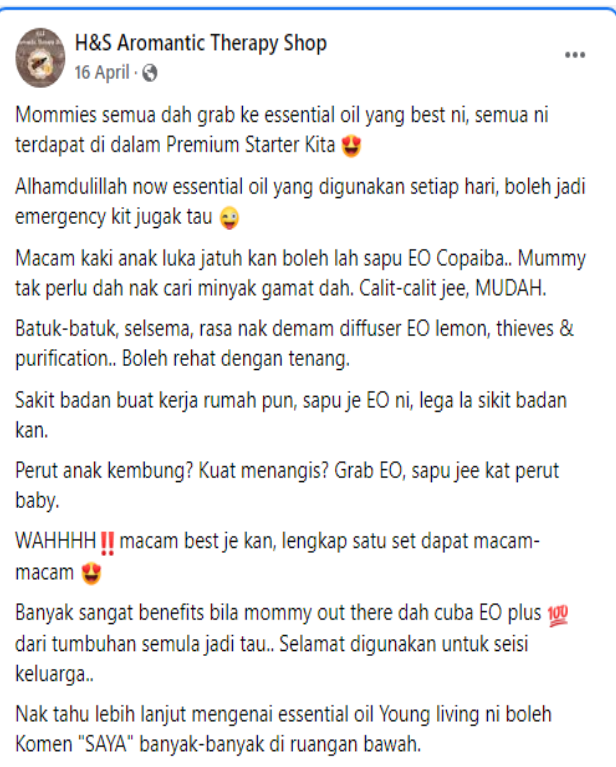 H&S Aromantic Therapy Shop
16 April ·
Mommies semua dah grab ke essential oil yang best ni, semua ni
terdapat di dalam Premium Starter Kita 😍
Alhamdulillah now essential oil yang digunakan setiap hari, boleh jadi
emergency kit jugak tau 😜
Macam kaki anak luka jatuh kan boleh lah sapu EO Copaiba.. Mummy
tak perlu dah nak cari minyak gamat dah. Calit-calit jee, MUDAH.
Batuk-batuk, selsema, rasa nak demam diffuser EO lemon, thieves &
purification.. Boleh rehat dengan tenang.
Sakit badan buat kerja rumah pun, sapu je EO ni, lega la sikit badan
kan.
Perut anak kembung? Kuat menangis? Grab EO, sapu jee kat perut
baby.
WAHHHH‼️ macam best je kan, lengkap satu set dapat macam-
macam 😍
Banyak sangat benefits bila mommy out there dah cuba EO plus 💯
dari tumbuhan semula jadi tau.. Selamat digunakan untuk seisi
keluarga..
Nak tahu lebih lanjut mengenai essential oil Young living ni boleh
Komen "SAYA" banyak-banyak di ruangan bawah.